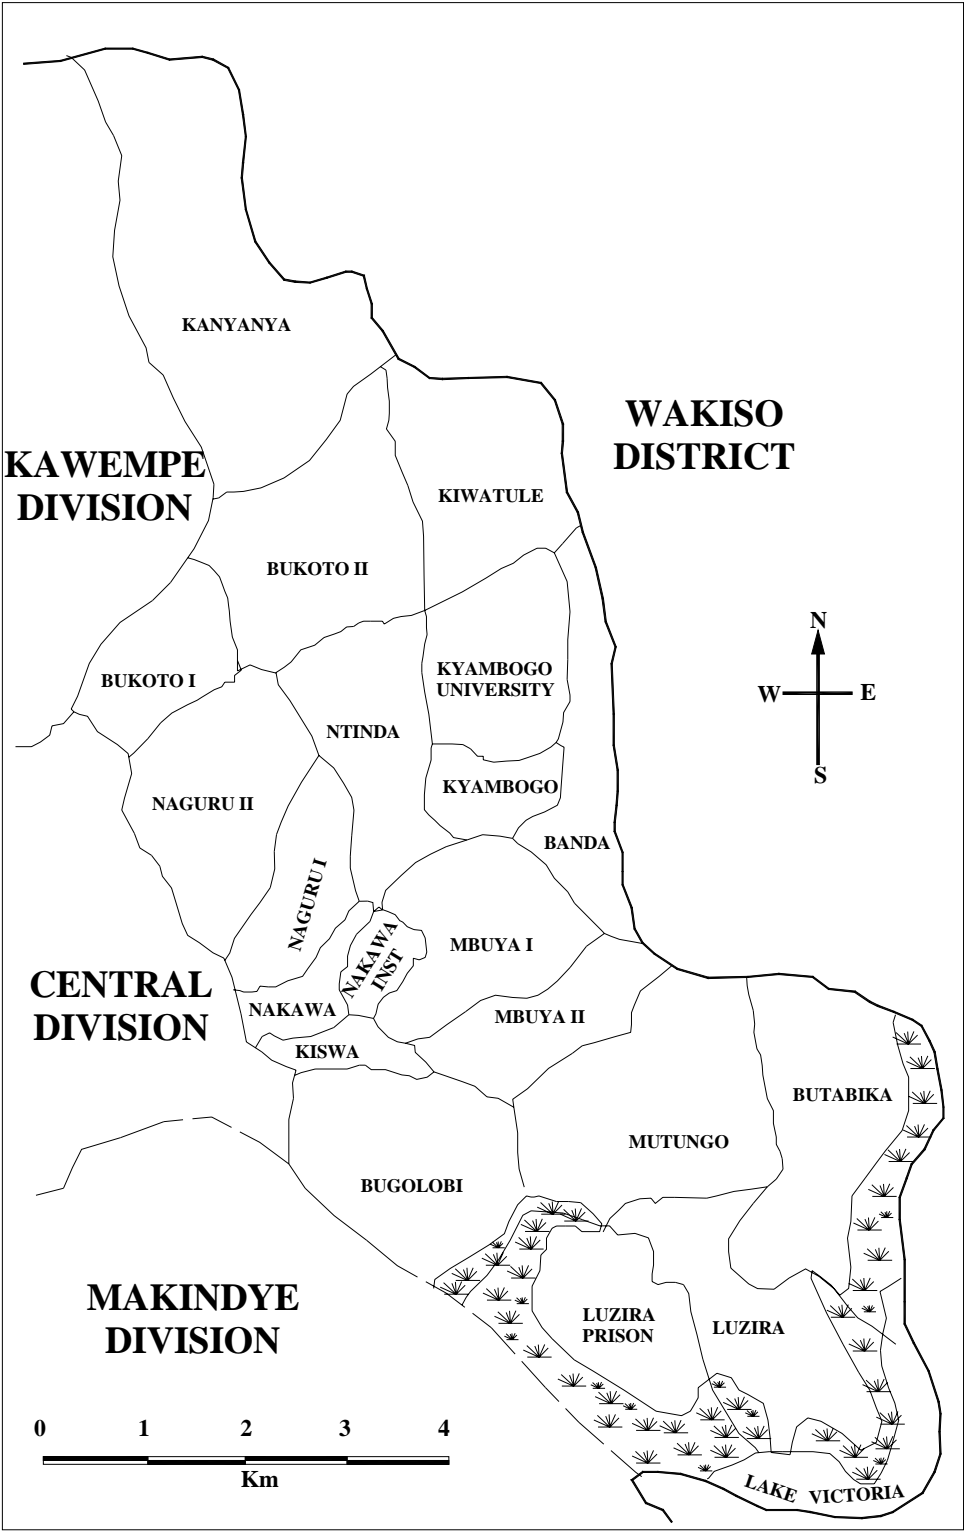 KANYANYA
WAKISO
DISTRICT
KAWEMPE
DIVISION
KIWATULE
BUKOTO II
N
W E
S
BUKOTO I
KYAMBOGO
UNIVERSITY
NTINDA
KYAMBOGO
NAGURU II
BANDA
NAGURU I
NAKAWA
INST
MBUYA I
CENTRAL
DIVISION
NAKAWA
MBUYA II
KISWA
BUTABIKA
MUTUNGO
BUGOLOBI
MAKINDYE
DIVISION
LUZIRA
PRISON
LUZIRA
0 1 2 3 4
Km
LAKE VICTORIA